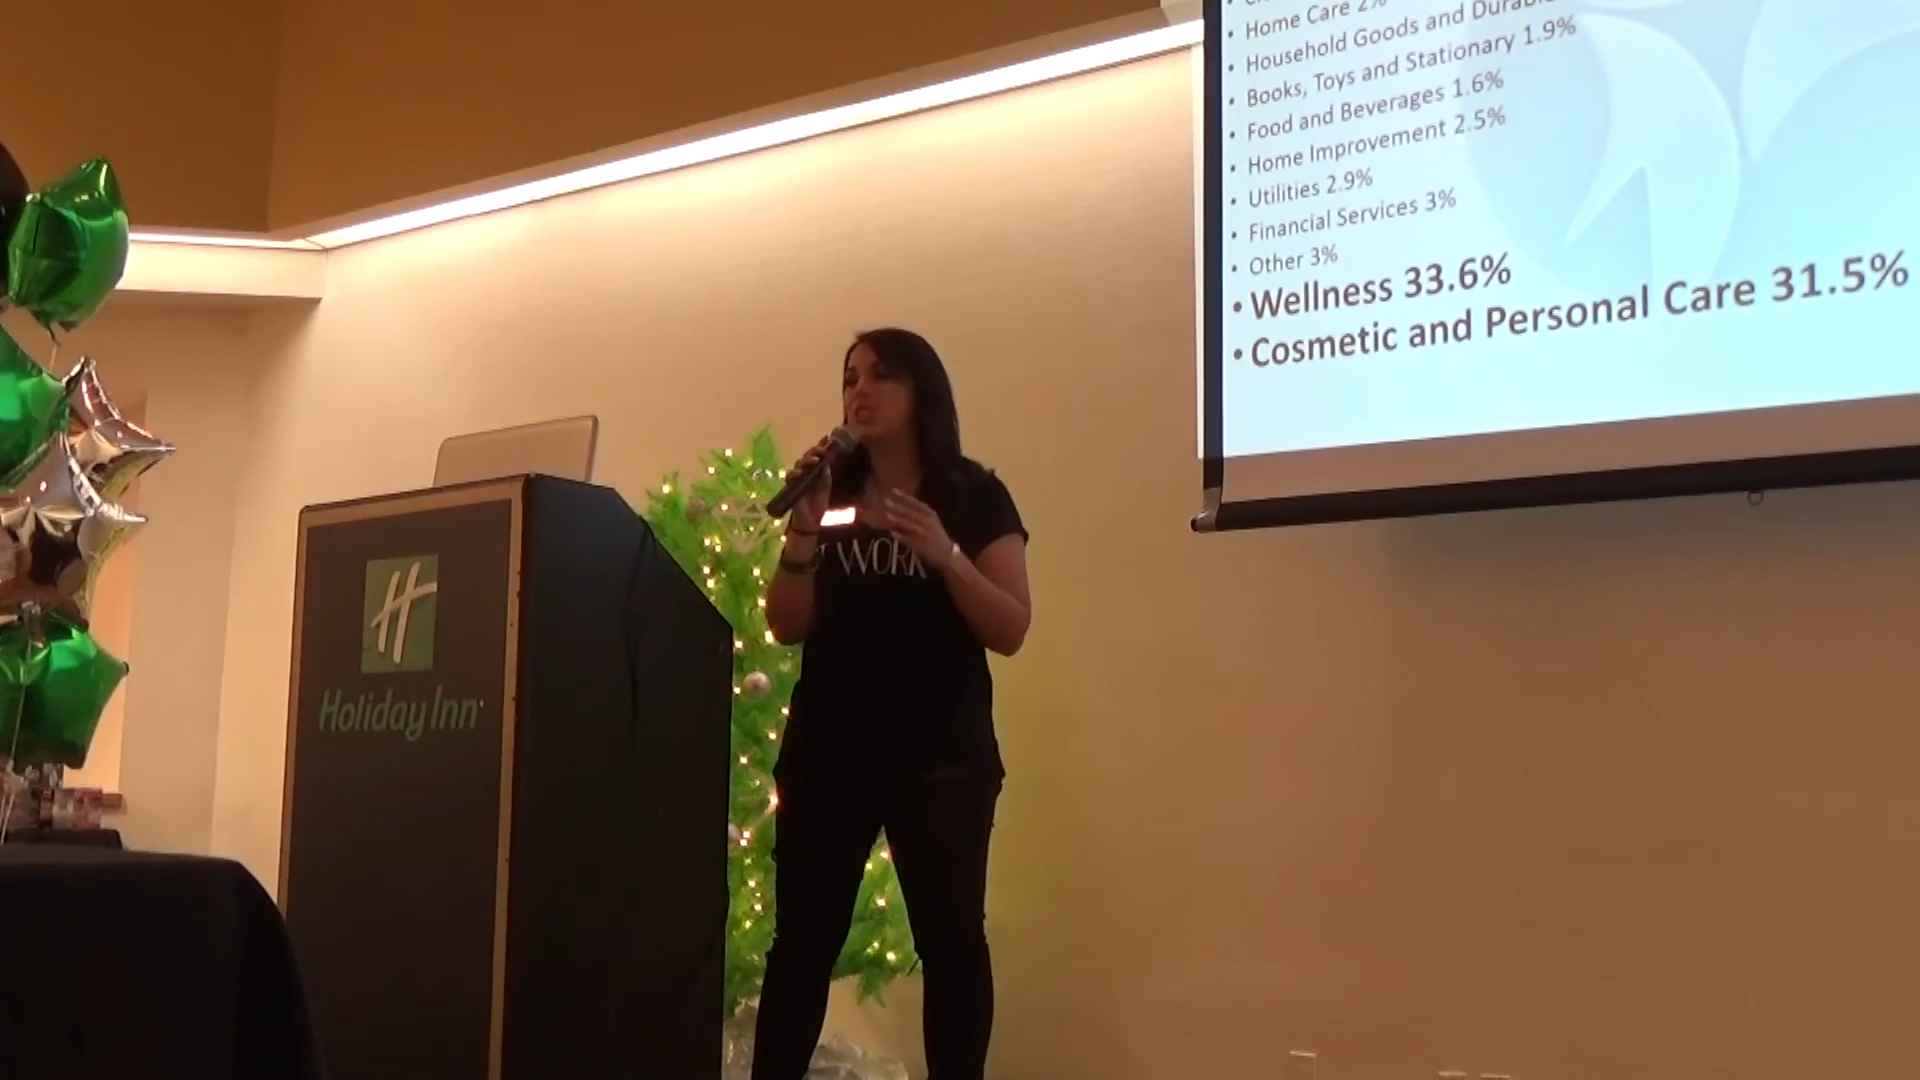 Home Care 2%
Household Goods and
Books, Toys and Stationary 1.9%
Food and Beverages 1.6%
Home Improvement 2.5%
Utilities 2.9%
Financial Services 3%
Other 3%
Wellness 33.6%
Cosmetic and Personal Care 31.5%
WORK
H
Holiday Inn